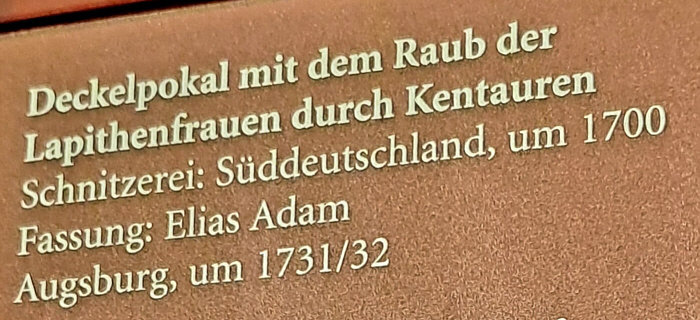 Deckelpokal mit dem Raub der
Lapithenfrauen durch Kentauren
Schnitzerei: Süddeutschland, um 1700
Fassung: Elias Adam
Augsburg, um 1731/32